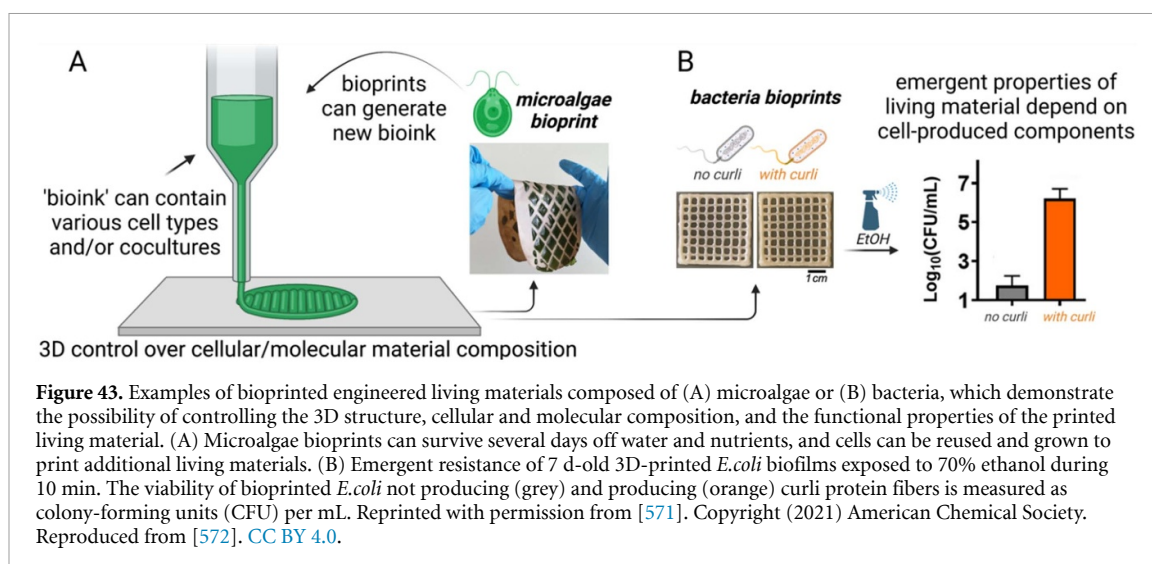 A
bioprints
can generate
new bioink
microalgae
bioprint
'bioink' can contain
various cell types
and/or cocultures
3D control over cellular/molecular material composition
B
bacteria bioprints
no curli
with curli
1cm
EtOH
emergent properties of
living material depend on
cell-produced components
Log10(CFU/mL)
7
5
3
1
no curli
with curli
Figure 43. Examples of bioprinted engineered living materials composed of (A) microalgae or (B) bacteria, which demonstrate
the possibility of controlling the 3D structure, cellular and molecular composition, and the functional properties of the printed
living material. (A) Microalgae bioprints can survive several days off water and nutrients, and cells can be reused and grown to
print additional living materials. (B) Emergent resistance of 7 d-old 3D-printed E.coli biofilms exposed to 70% ethanol during
10 min. The viability of bioprinted E.coli not producing (grey) and producing (orange) curli protein fibers is measured as
colony-forming units (CFU) per mL. Reprinted with permission from [571]. Copyright (2021) American Chemical Society.
Reproduced from [572]. CC BY 4.0.